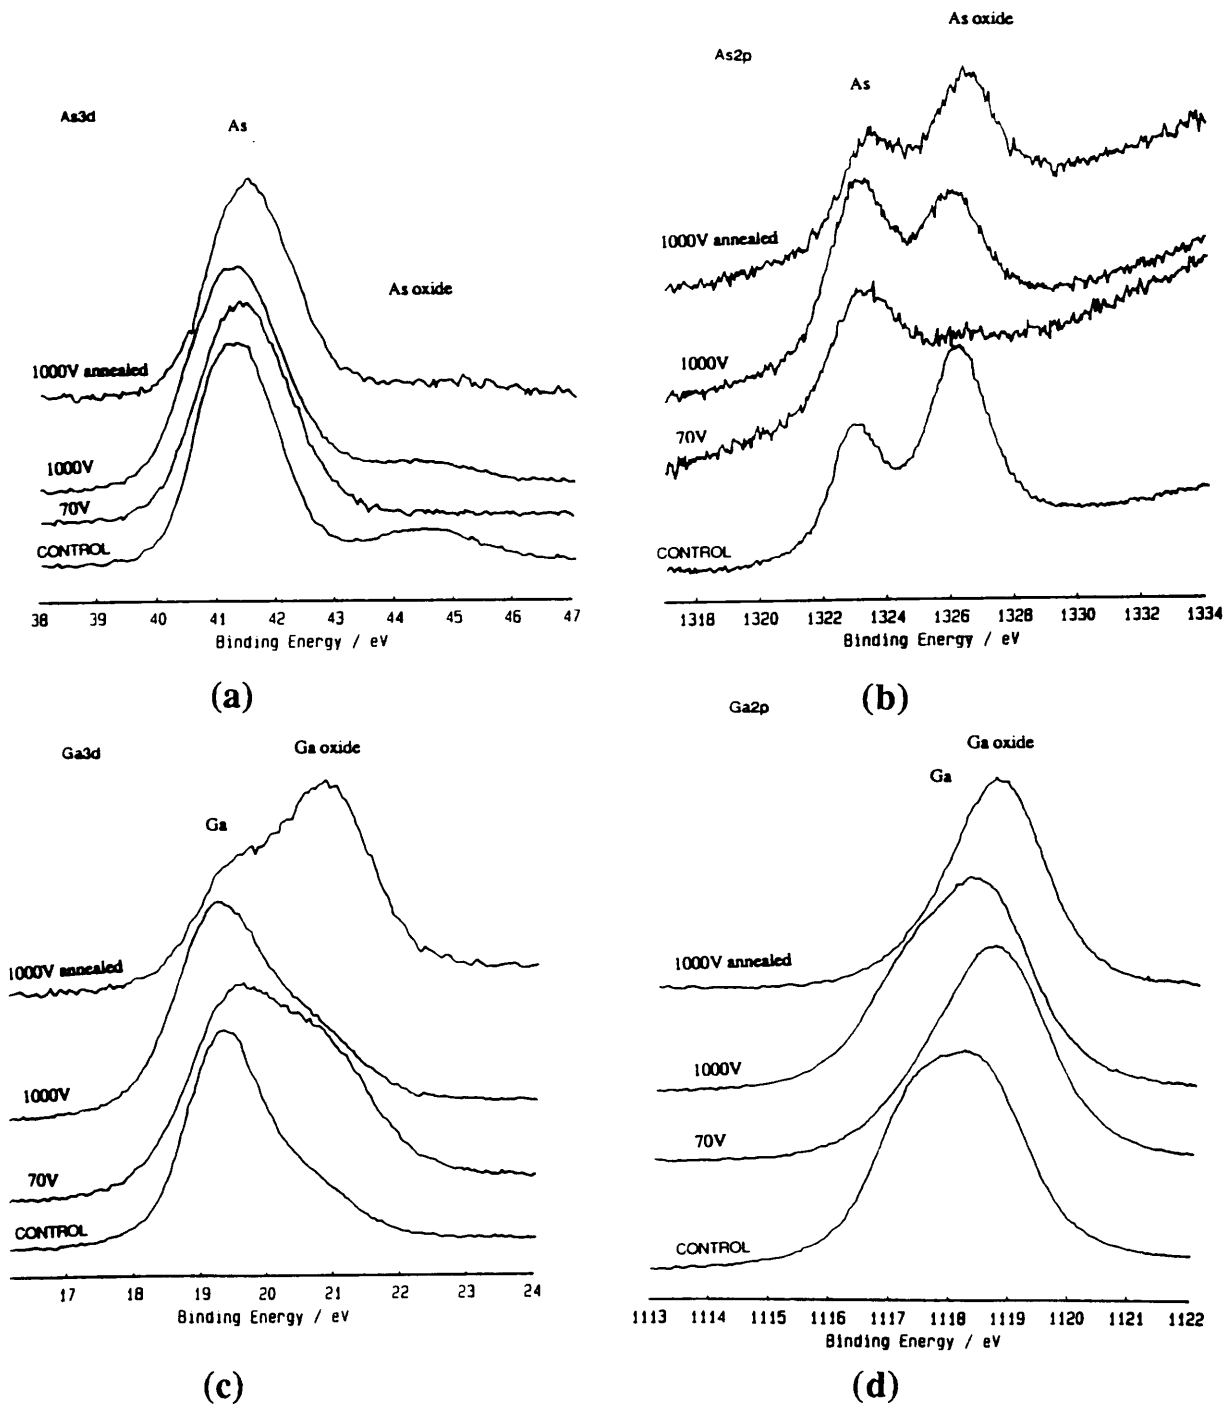 As3d
As
As oxide
1000V annealed
1000V
70V
CONTROL
38 39 40 41 42 43 44 45 46 47
Binding Energy / eV
(a)
As oxide
As2p
As
1000V annealed
1000V
70V
CONTROL
1318 1320 1322 1324 1326 1328 1330 1332 1334
Binding Energy / eV
(b)
Ga3d
Ga oxide
Ga
1000V annealed
1000V
70V
CONTROL
17 18 19 20 21 22 23 24
Binding Energy / eV
(c)
Ga2p
Ga oxide
Ga
1000V annealed
1000V
70V
CONTROL
1113 1114 1115 1116 1117 1118 1119 1120 1121 1122
Binding Energy / eV
(d)